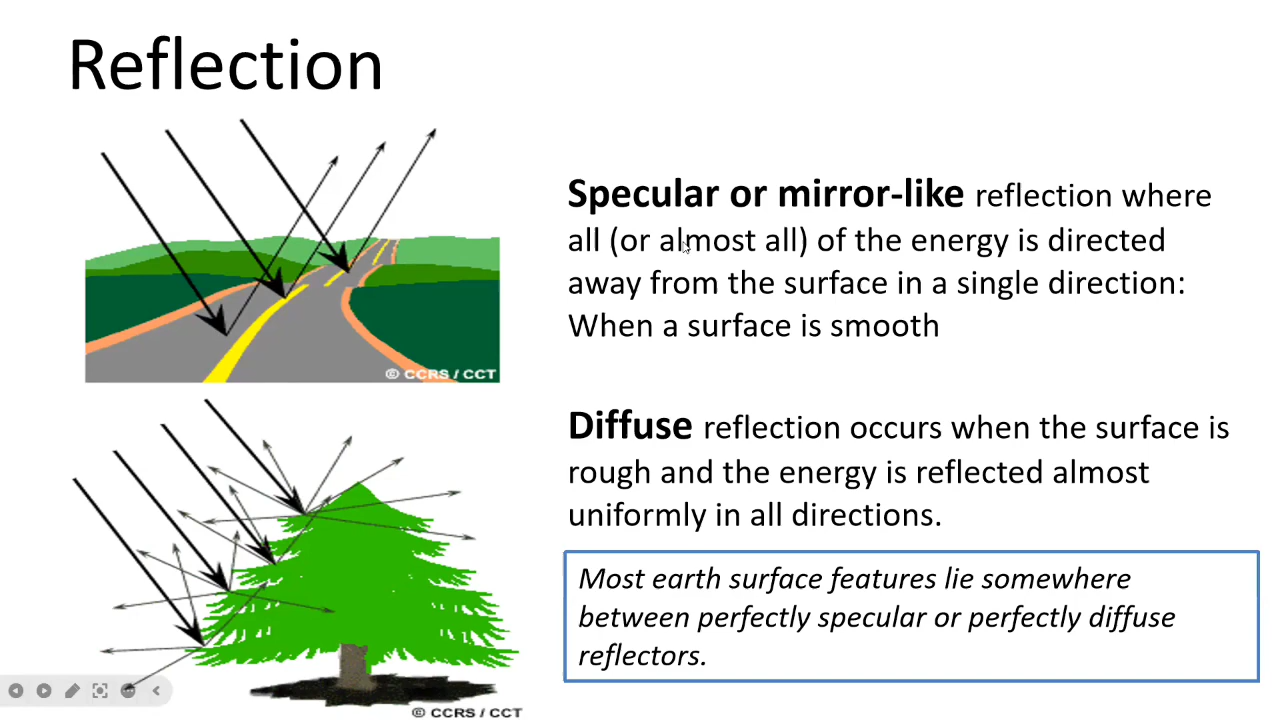 Reflection
Specular or mirror-like reflection where
all (or almost all) of the energy is directed
away from the surface in a single direction:
When a surface is smooth
© CCRS / CCT
Diffuse reflection occurs when the surface is
rough and the energy is reflected almost
uniformly in all directions.
Most earth surface features lie somewhere
between perfectly specular or perfectly diffuse
reflectors.
© CCRS / CCT